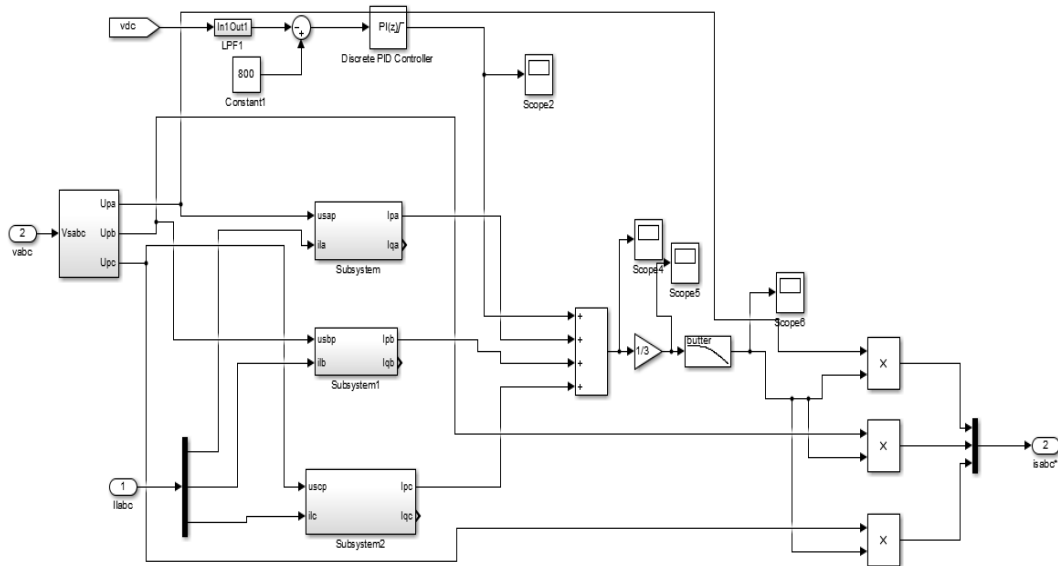 vdc
In1Out1
LPF1
-
+
PI(z)
Discrete PID Controller
800
Constant1
Scope2
2
vabc
Vsabc
Upa
Upb
Upc
usap
Ipa
ila
Iqa
Subsystem
usbp
Ipb
ilb
Iqb
Subsystem1
1
Ilabc
uscp
Ipc
ilc
Iqc
Subsystem2
Scope4
Scope5
Scope6
+
+
+
+
1/3
butter
X
X
X
2
isabc*